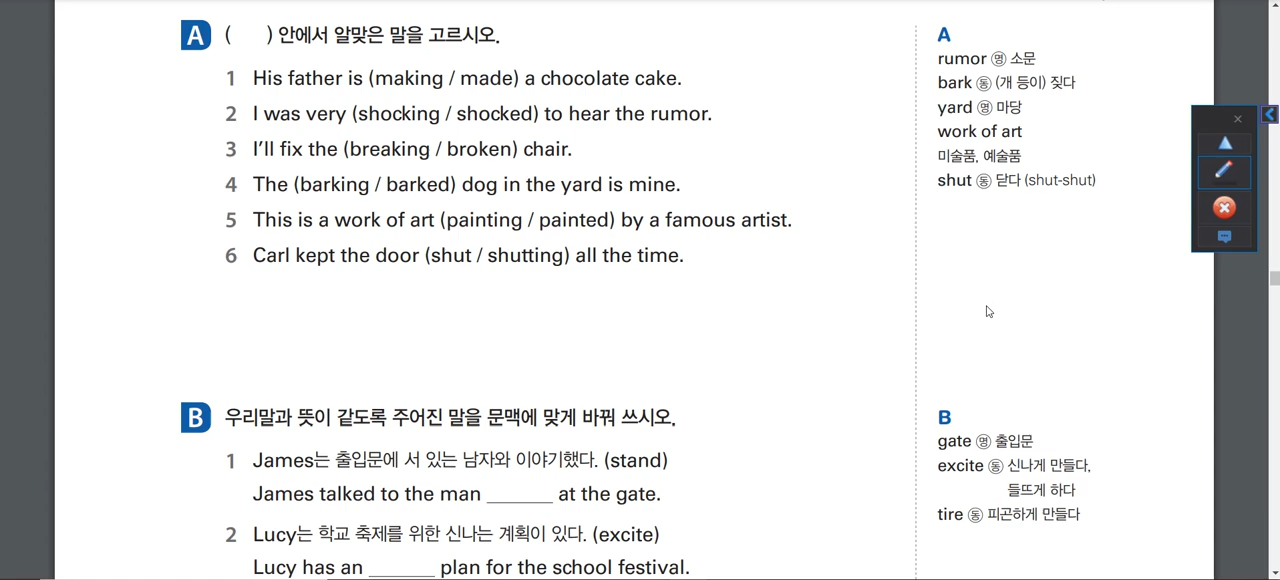 A (   ) 안에서 알맞은 말을 고르시오.
1 His father is (making / made) a chocolate cake.
2 I was very (shocking / shocked) to hear the rumor.
3 I'll fix the (breaking / broken) chair.
4 The (barking / barked) dog in the yard is mine.
5 This is a work of art (painting / painted) by a famous artist.
6 Carl kept the door (shut / shutting) all the time.
A
rumor 명 소문
bark 동 (개 등이) 짖다
yard 명 마당
work of art
미술품, 예술품
shut 동 닫다 (shut-shut)
B 우리말과 뜻이 같도록 주어진 말을 문맥에 맞게 바꿔 쓰시오.
1 James는 출입문에 서 있는 남자와 이야기했다. (stand)
James talked to the man ______ at the gate.
2 Lucy는 학교 축제를 위한 신나는 계획이 있다. (excite)
Lucy has an ______ plan for the school festival.
B
gate 명 출입문
excite 동 신나게 만들다,
들뜨게 하다
tire 동 피곤하게 만들다